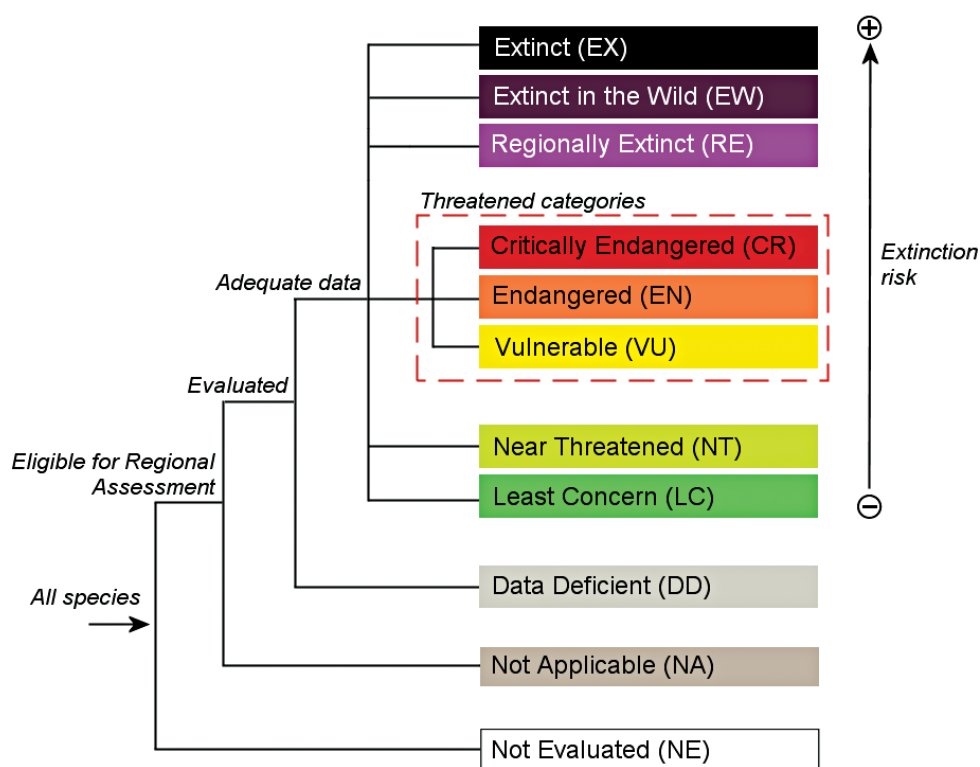 Extinct (EX)
Extinct in the Wild (EW)
Regionally Extinct (RE)
Threatened categories
Critically Endangered (CR)
Extinction
risk
Adequate data
Endangered (EN)
Vulnerable (VU)
Evaluated
Near Threatened (NT)
Eligible for Regional
Assessment
Least Concern (LC)
Data Deficient (DD)
All species
Not Applicable (NA)
Not Evaluated (NE)